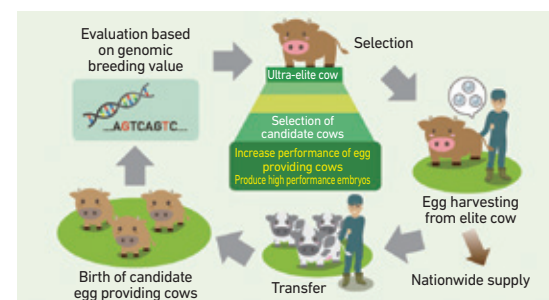 Evaluation based
on genomic
breeding value
...AGTCAGTC...
Selection
Ultra-elite cow
Selection of
candidate cows
Increase performance of egg
providing cows
Produce high performance embryos
Egg harvesting
from elite cow
Nationwide supply
Transfer
Birth of candidate
egg providing cows